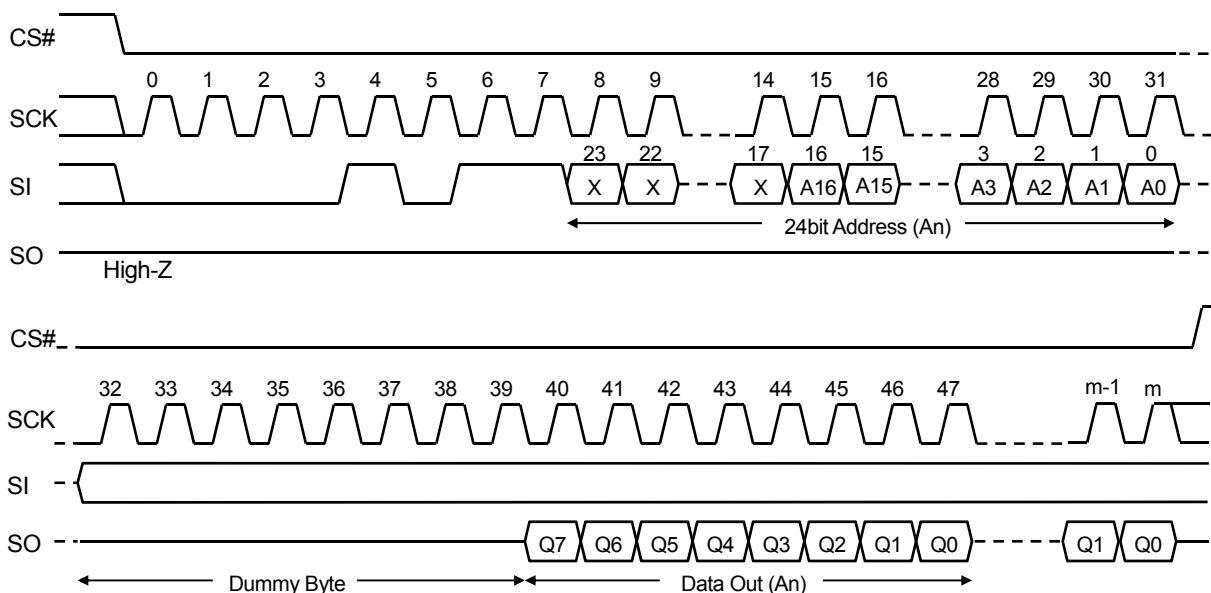 CS#
0 1 2 3 4 5 6 7 8 9 14 15 16 28 29 30 31
SCK
23 22 17 16 15 3 2 1 0
SI X X X A16 A15 A3 A2 A1 A0
24bit Address (An)
SO
High-Z
CS#
32 33 34 35 36 37 38 39 40 41 42 43 44 45 46 47 m-1 m
SCK
SI
SO Q7 Q6 Q5 Q4 Q3 Q2 Q1 Q0 Q1 Q0
Dummy Byte Data Out (An)